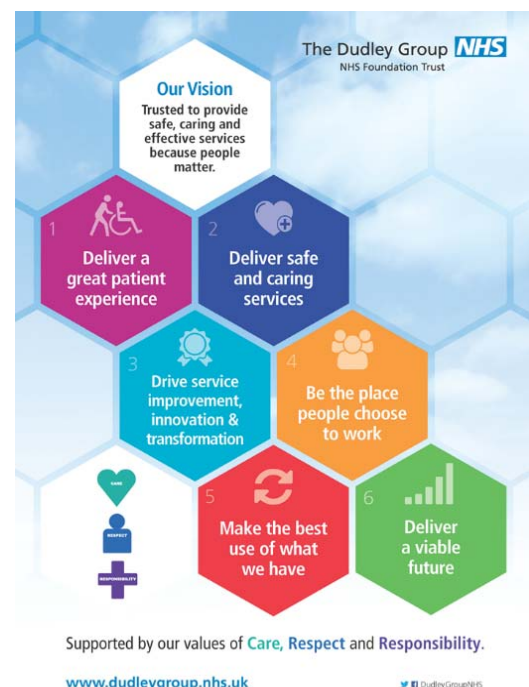 The Dudley Group NHS
NHS Foundation Trust
Our Vision
Trusted to provide
safe, caring and
effective services
because people
matter.
1
Deliver a
great patient
experience
2
Deliver safe
and caring
services
3
Drive service
improvement,
innovation &
transformation
4
Be the place
people choose
to work
CARE
RESPECT
RESPONSIBILITY
5
Make the best
use of what
we have
6
Deliver
a viable
future
Supported by our values of Care, Respect and Responsibility.
www.dudleygroup.nhs.uk
DudleyGroupNHS